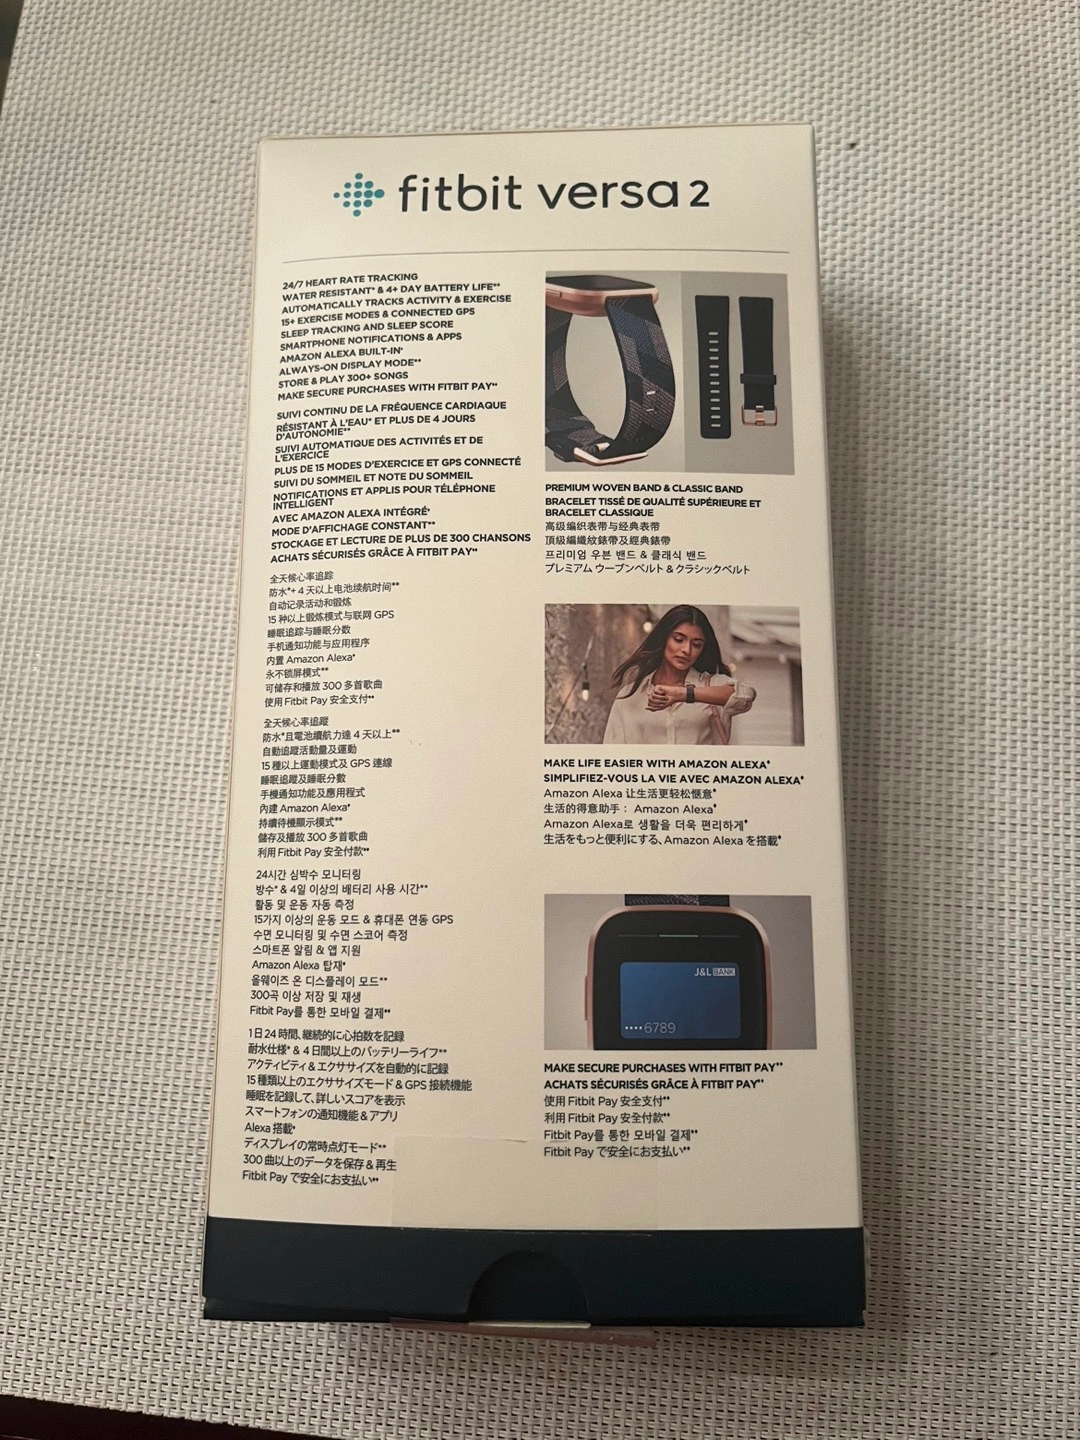 fitbit versa 2
24/7 HEART RATE TRACKING
WATER RESISTANT* & 4+ DAY BATTERY LIFE**
AUTOMATICALLY TRACKS ACTIVITY & EXERCISE
15+ EXERCISE MODES & CONNECTED GPS
SLEEP TRACKING AND SLEEP SCORE
SMARTPHONE NOTIFICATIONS & APPS
AMAZON ALEXA BUILT-IN♦
ALWAYS-ON DISPLAY MODE**
STORE & PLAY 300+ SONGS
MAKE SECURE PURCHASES WITH FITBIT PAY♦♦
SUIVI CONTINU DE LA FRÉQUENCE CARDIAQUE
RÉSISTANT À L'EAU* ET PLUS DE 4 JOURS
D'AUTONOMIE**
SUIVI AUTOMATIQUE DES ACTIVITÉS ET DE
L'EXERCICE
PLUS DE 15 MODES D'EXERCICE ET GPS CONNECTÉ
SUIVI DU SOMMEIL ET NOTE DU SOMMEIL
NOTIFICATIONS ET APPLIS POUR TÉLÉPHONE
INTELLIGENT
AVEC AMAZON ALEXA INTÉGRÉ♦
MODE D'AFFICHAGE CONSTANT**
STOCKAGE ET LECTURE DE PLUS DE 300 CHANSONS
ACHATS SÉCURISÉS GRÂCE À FITBIT PAY♦♦
全天候心率追踪
防水*+ 4 天以上电池续航时间**
自动记录活动和锻炼
15 种以上锻炼模式与联网 GPS
睡眠追踪与睡眠分数
手机通知功能与应用程序
内置 Amazon Alexa♦
永不锁屏模式**
可储存和播放 300 多首歌曲
使用 Fitbit Pay 安全支付♦♦
全天候心率追蹤
防水*且電池續航力達 4 天以上**
自動追蹤活動量及運動
15 種以上運動模式及 GPS 連線
睡眠追蹤及睡眠分數
手機通知功能及應用程式
內建 Amazon Alexa♦
持續待機顯示模式**
儲存及播放 300 多首歌曲
利用 Fitbit Pay 安全付款♦♦
24시간 심박수 모니터링
방수* & 4일 이상의 배터리 사용 시간**
활동 및 운동 자동 측정
15가지 이상의 운동 모드 & 휴대폰 연동 GPS
수면 모니터링 및 수면 스코어 측정
스마트폰 알림 & 앱 지원
Amazon Alexa 탑재♦
올웨이즈 온 디스플레이 모드**
300곡 이상 저장 및 재생
Fitbit Pay를 통한 모바일 결제♦♦
1日24時間、継続的に心拍数を記録
耐水仕様* & 4日間以上のバッテリーライフ**
アクティビティ & エクササイズを自動的に記録
15 種類以上のエクササイズモード & GPS 接続機能
睡眠を記録して、詳しいスコアを表示
スマートフォンの通知機能 & アプリ
Alexa 搭載♦
ディスプレイの常時点灯モード**
300 曲以上のデータを保存 & 再生
Fitbit Pay で安全にお支払い♦♦
PREMIUM WOVEN BAND & CLASSIC BAND
BRACELET TISSÉ DE QUALITÉ SUPÉRIEURE ET
BRACELET CLASSIQUE
高级编织表带与经典表带
頂級編織紋錶帶及經典錶帶
프리미엄 우븐 밴드 & 클래식 밴드
プレミアム ウーブンベルト & クラシックベルト
MAKE LIFE EASIER WITH AMAZON ALEXA♦
SIMPLIFIEZ-VOUS LA VIE AVEC AMAZON ALEXA♦
Amazon Alexa 让生活更轻松惬意♦
生活的得意助手： Amazon Alexa♦
Amazon Alexa로 생활을 더욱 편리하게♦
生活をもっと便利にする、Amazon Alexa を搭載♦
J&L BANK
•••• 6789
MAKE SECURE PURCHASES WITH FITBIT PAY♦♦
ACHATS SÉCURISÉS GRÂCE À FITBIT PAY♦♦
使用 Fitbit Pay 安全支付♦♦
利用 Fitbit Pay 安全付款♦♦
Fitbit Pay를 통한 모바일 결제♦♦
Fitbit Pay で安全にお支払い♦♦